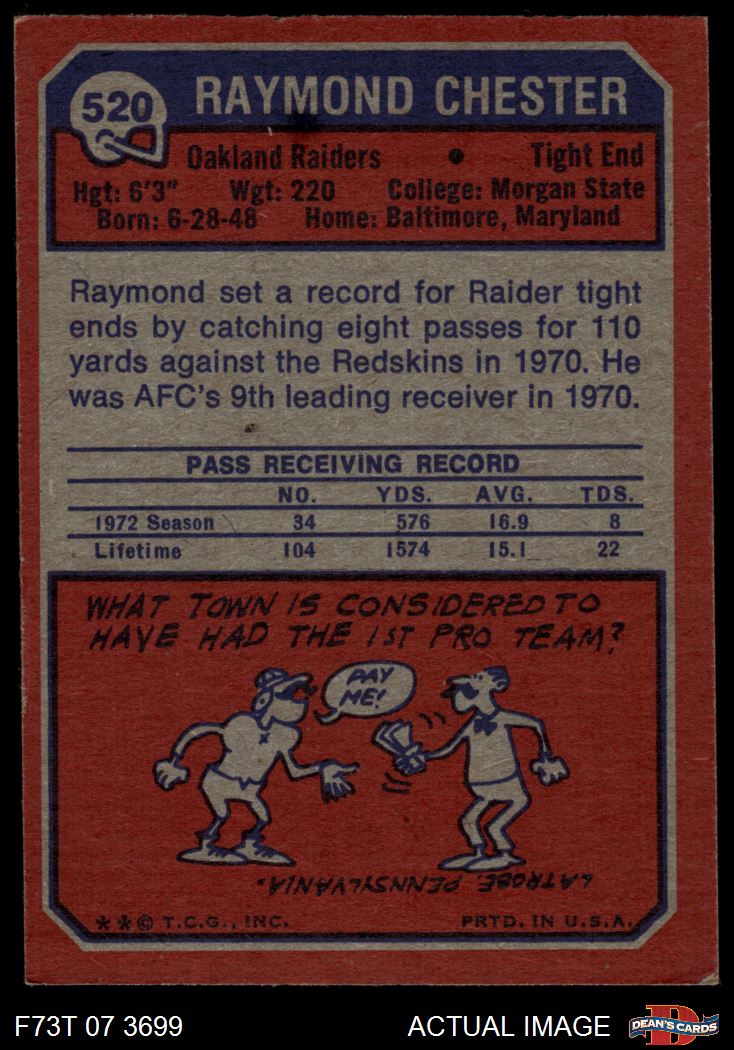 520 RAYMOND CHESTER
Oakland Raiders • Tight End
Hgt: 6'3" Wgt: 220 College: Morgan State
Born: 6-28-48 Home: Baltimore, Maryland
Raymond set a record for Raider tight
ends by catching eight passes for 110
yards against the Redskins in 1970. He
was AFC's 9th leading receiver in 1970.
PASS RECEIVING RECORD
NO. YDS. AVG. TDS.
1972 Season 34 576 16.9 8
Lifetime 104 1574 15.1 22
WHAT TOWN IS CONSIDERED TO
HAVE HAD THE 1ST PRO TEAM?
PAY
ME!
LATROBE, PENNSYLVANIA.
**© T.C.G., INC. PRTD. IN U.S.A.
F73T 07 3699 ACTUAL IMAGE
DEAN'S CARDS